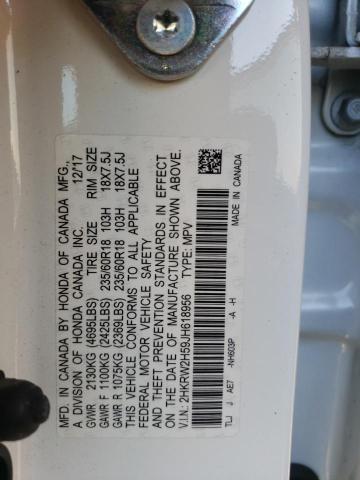 MFD. IN CANADA BY HONDA OF CANADA MFG.,
A DIVISION OF HONDA CANADA INC. 12/17
GVWR 2130KG (4695LBS) TIRE SIZE RIM SIZE
GAWR F 1100KG (2425LBS) 235/60R18 103H 18X7.5J
GAWR R 1075KG (2369LBS) 235/60R18 103H 18X7.5J
THIS VEHICLE CONFORMS TO ALL APPLICABLE
FEDERAL MOTOR VEHICLE SAFETY
AND THEFT PREVENTION STANDARDS IN EFFECT
ON THE DATE OF MANUFACTURE SHOWN ABOVE.
V.I.N: 2HKRW2H59JH618956 TYPE: MPV
TLJ J AE7 -NH603P -A -H
MADE IN CANADA